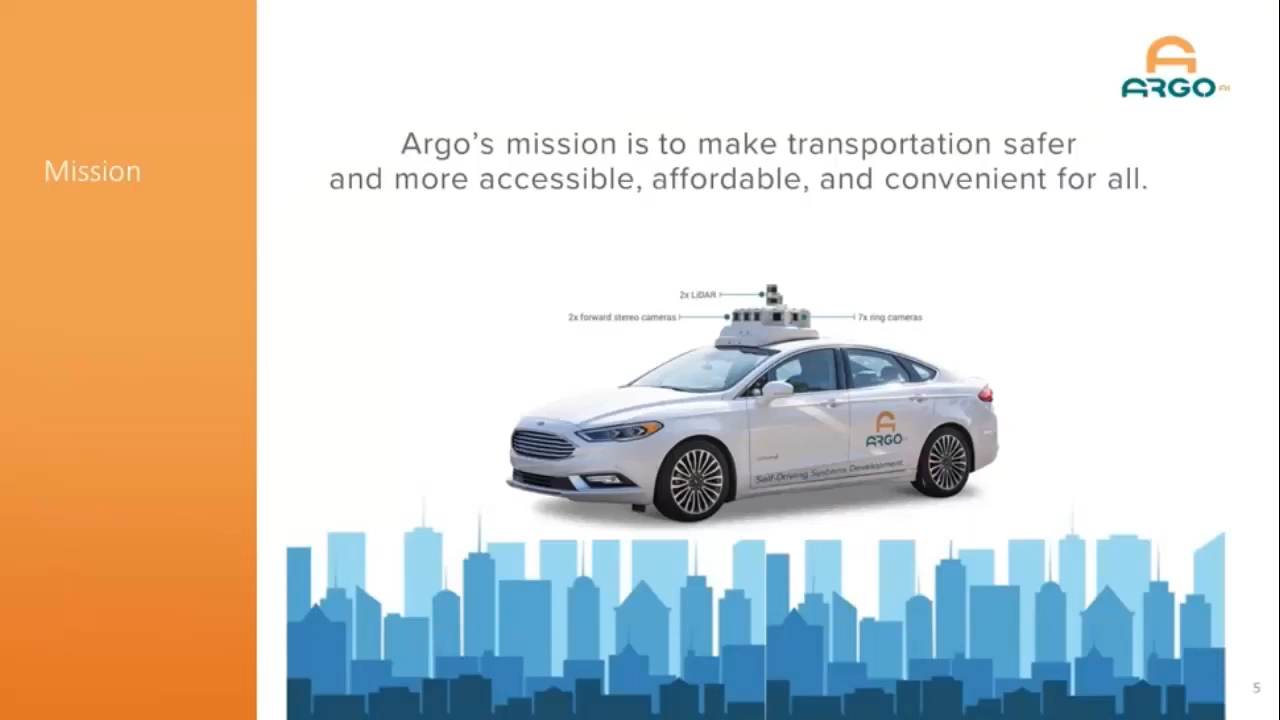 Mission
ARGO AI
Argo's mission is to make transportation safer
and more accessible, affordable, and convenient for all.
2x LiDAR
2x forward stereo cameras
7x ring cameras
ARGO
Self-Driving Systems Development
5